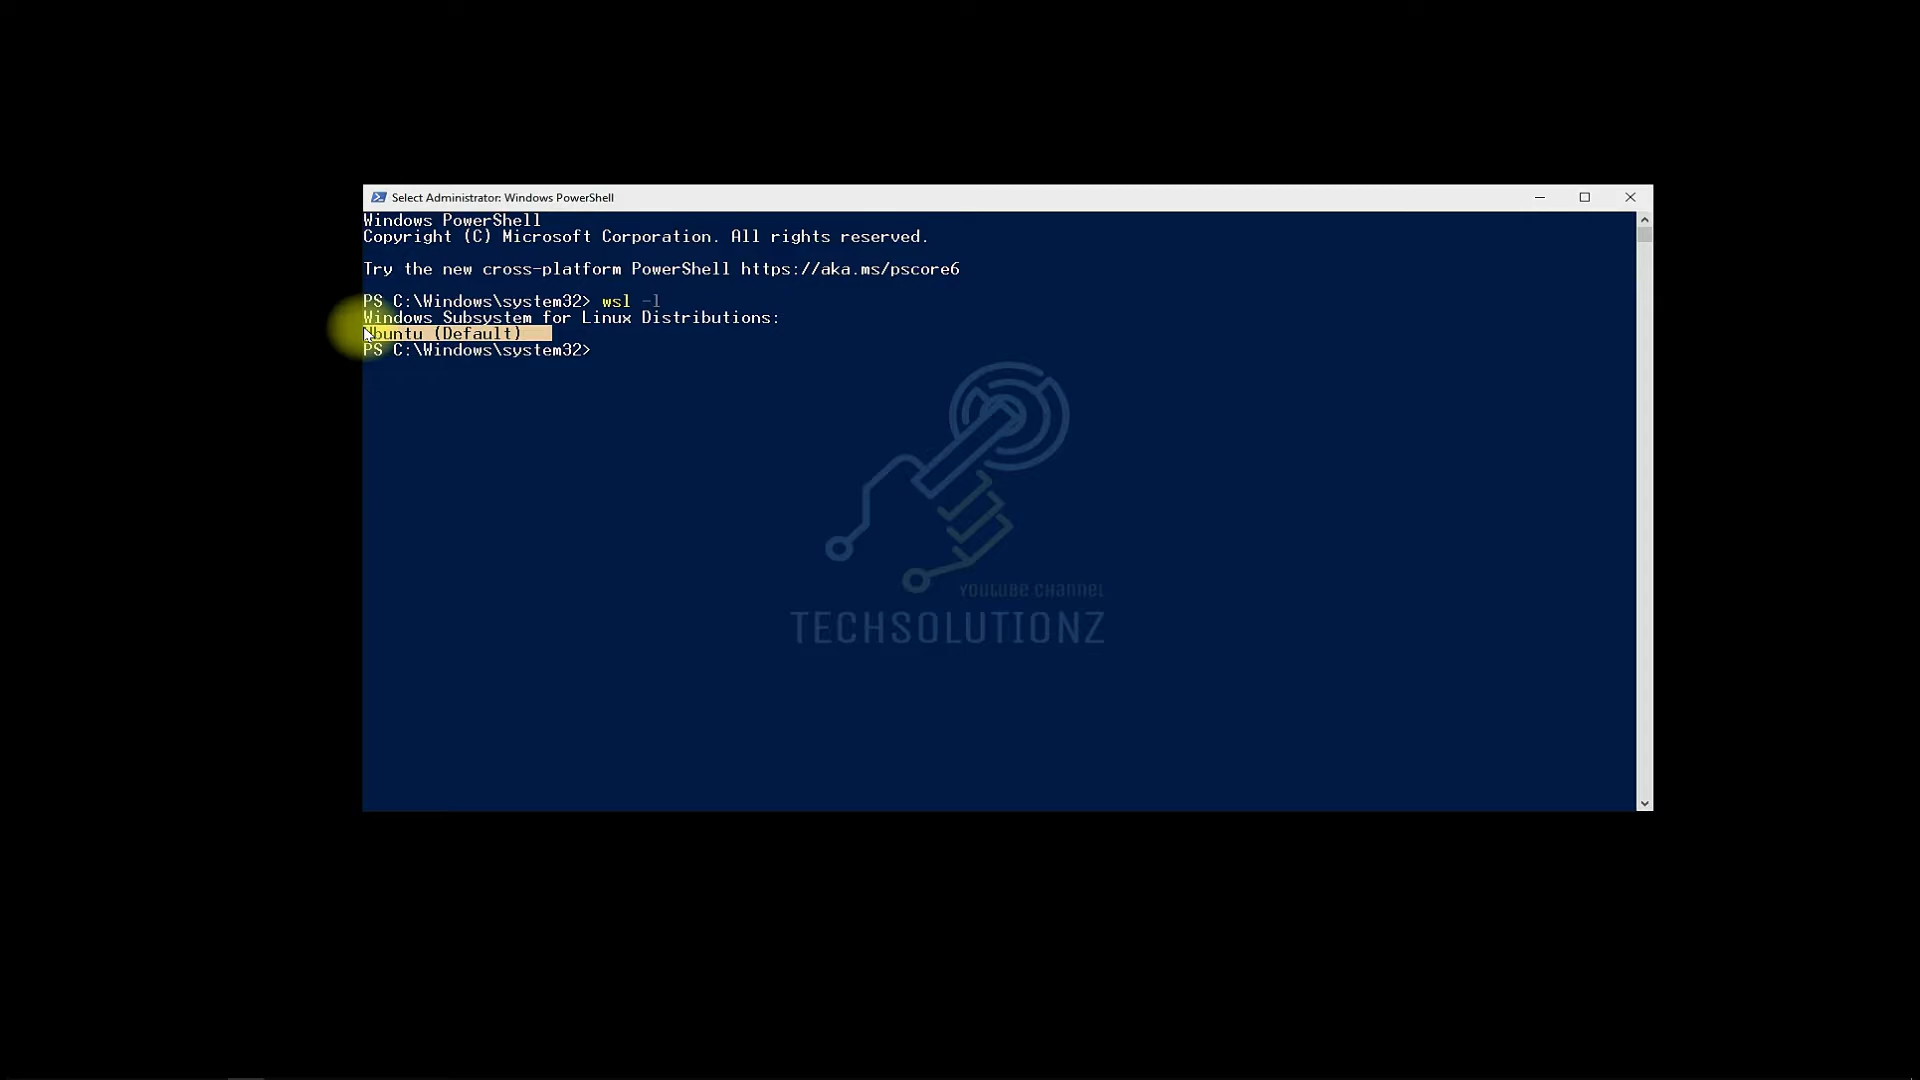 Select Administrator: Windows PowerShell
Windows PowerShell
Copyright (C) Microsoft Corporation. All rights reserved.
Try the new cross-platform PowerShell https://aka.ms/pscore6
PS C:\Windows\system32> wsl -l
Windows Subsystem for Linux Distributions:
Ubuntu (Default)
PS C:\Windows\system32>
YOUTUBE CHANNEL
TECHSOLUTIONZ